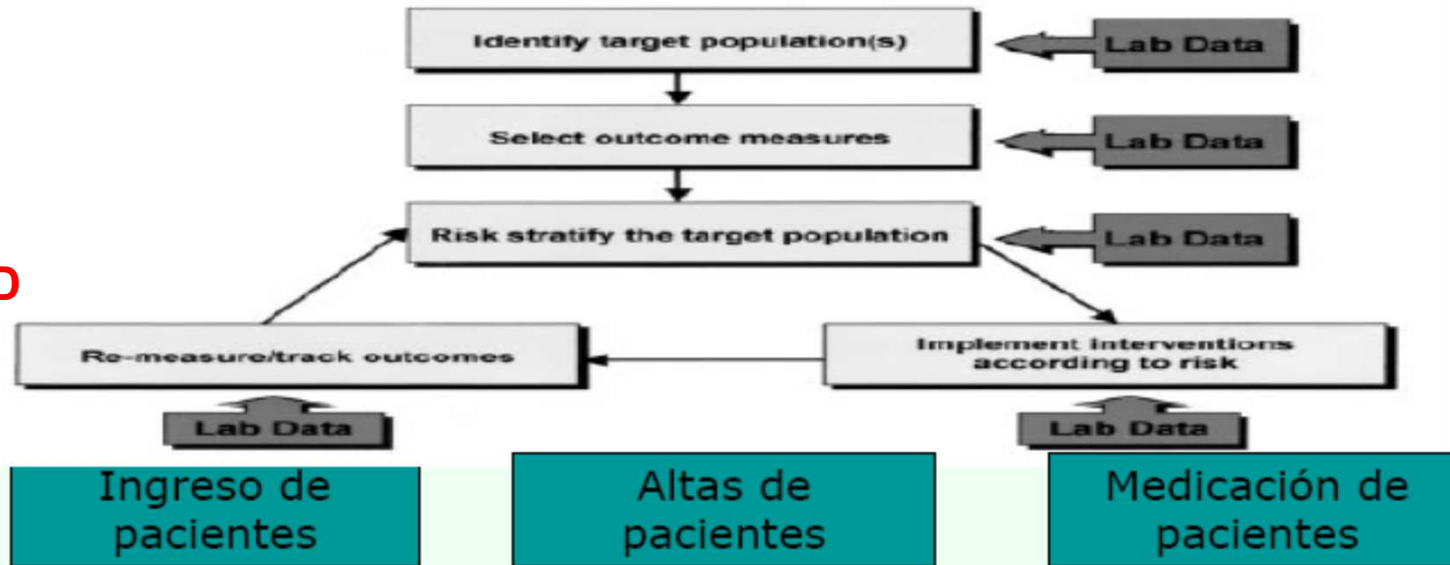 Identify target population(s)
Lab Data
Select outcome measures
Lab Data
Risk stratify the target population
Lab Data
Re-measure/track outcomes
Implement interventions
according to risk
Lab Data
Lab Data
Ingreso de
pacientes
Altas de
pacientes
Medicación de
pacientes